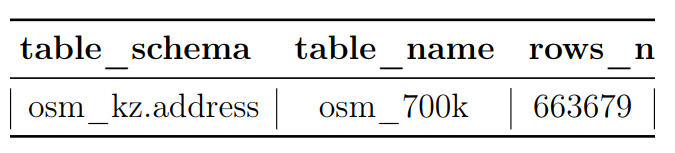 table_schema table_name rows_n
osm_kz.address osm_700k 663679